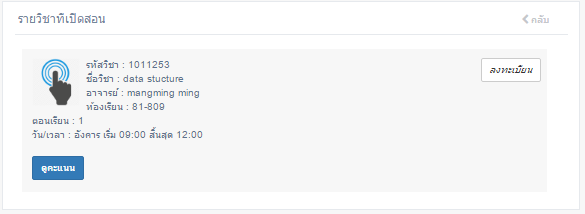 รายวิชาที่เปิดสอน
กลับ
รหัสวิชา : 1011253
ลงทะเบียน
ชื่อวิชา : data stucture
อาจารย์ : mangming ming
ห้องเรียน : 81-809
ตอนเรียน : 1
วัน/เวลา : อังคาร เริ่ม 09:00 สิ้นสุด 12:00
ดูคะแนน